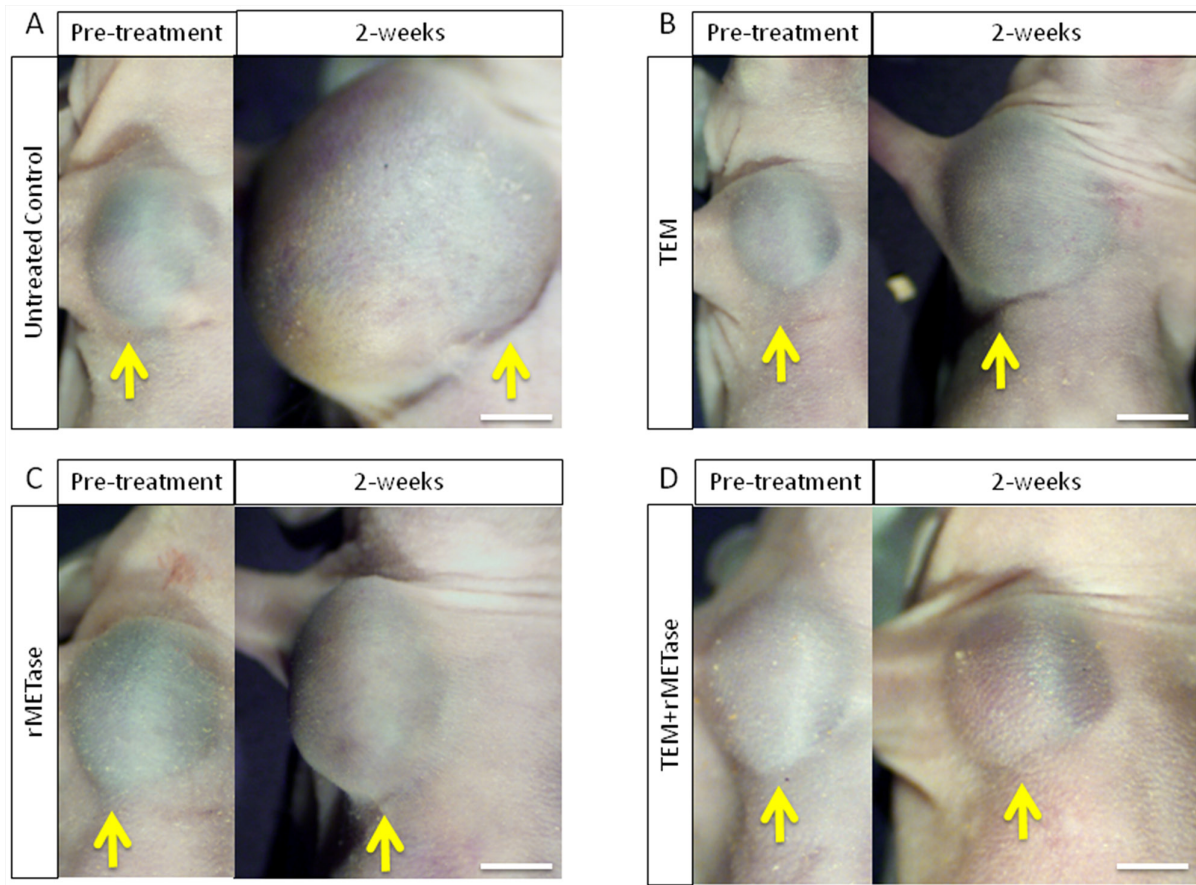 A
Pre-treatment
2-weeks
Untreated Control
B
Pre-treatment
2-weeks
TEM
C
Pre-treatment
2-weeks
rMETase
D
Pre-treatment
2-weeks
TEM+rMETase